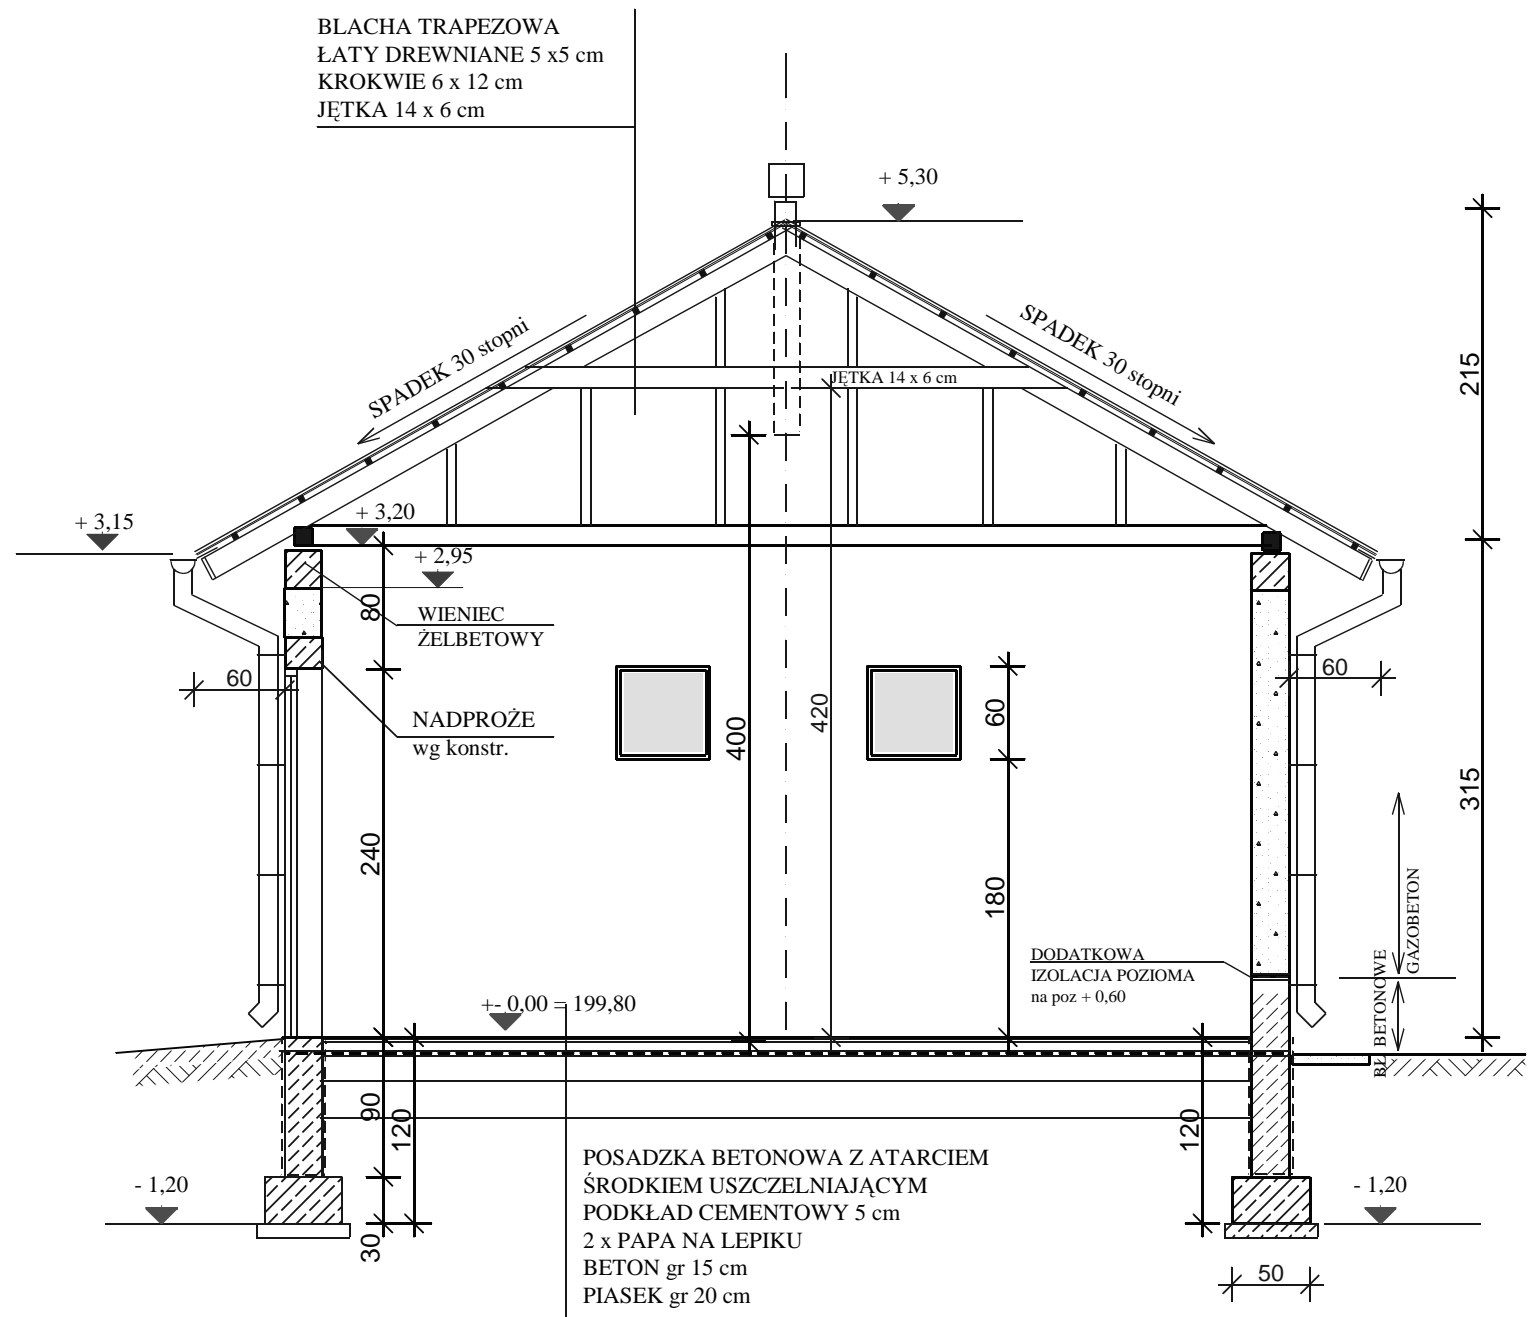 BLACHA TRAPEZOWA
ŁATY DREWNIANE 5 x5 cm
KROKWIE 6 x 12 cm
JĘTKA 14 x 6 cm
+ 5,30
SPADEK 30 stopni
SPADEK 30 stopni
215
JĘTKA 14 x 6 cm
+ 3,15
+ 3,20
+ 2,95
80
WIENIEC
ŻELBETOWY
60
60
NADPROŻE
wg konstr.
400
420
60
315
240
180
GAZOBETON
BL BETONOWE
DODATKOWA
IZOLACJA POZIOMA
na poz + 0,60
+- 0,00 = 199,80
90
120
120
POSADZKA BETONOWA Z ATARCIEM
ŚRODKIEM USZCZELNIAJĄCYM
PODKŁAD CEMENTOWY 5 cm
2 x PAPA NA LEPIKU
BETON gr 15 cm
PIASEK gr 20 cm
- 1,20
- 1,20
30
50